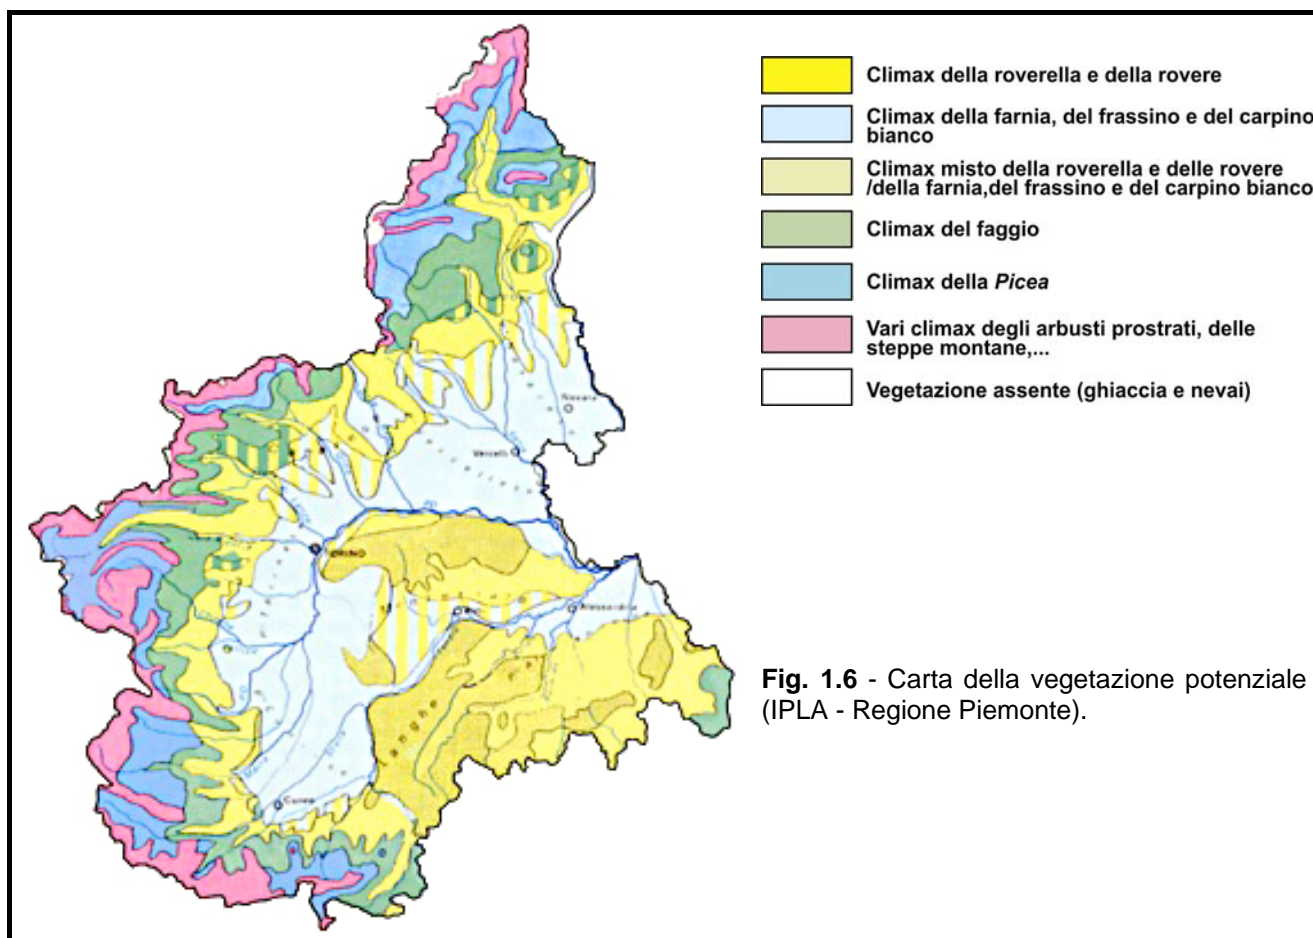 Climax della roverella e della rovere
Climax della farnia, del frassino e del carpino
bianco
Climax misto della roverella e delle rovere
/della farnia,del frassino e del carpino bianco
Climax del faggio
Climax della Picea
Vari climax degli arbusti prostrati, delle
steppe montane,...
Vegetazione assente (ghiaccia e nevai)
Novara
Vercelli
TORINO
Alessandria
Fig. 1.6 - Carta della vegetazione potenziale
(IPLA - Regione Piemonte).
Langhe
Cuneo